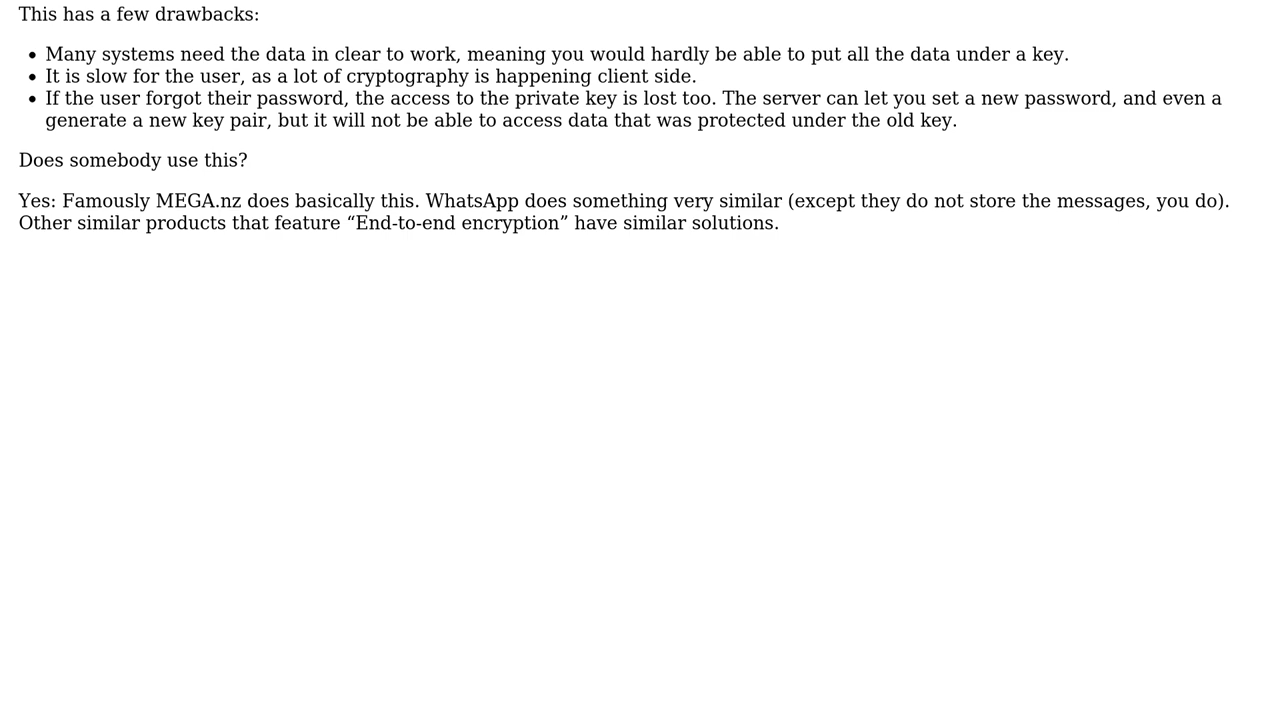 This has a few drawbacks:
• Many systems need the data in clear to work, meaning you would hardly be able to put all the data under a key.
• It is slow for the user, as a lot of cryptography is happening client side.
• If the user forgot their password, the access to the private key is lost too. The server can let you set a new password, and even a
generate a new key pair, but it will not be able to access data that was protected under the old key.
Does somebody use this?
Yes: Famously MEGA.nz does basically this. WhatsApp does something very similar (except they do not store the messages, you do).
Other similar products that feature “End-to-end encryption” have similar solutions.